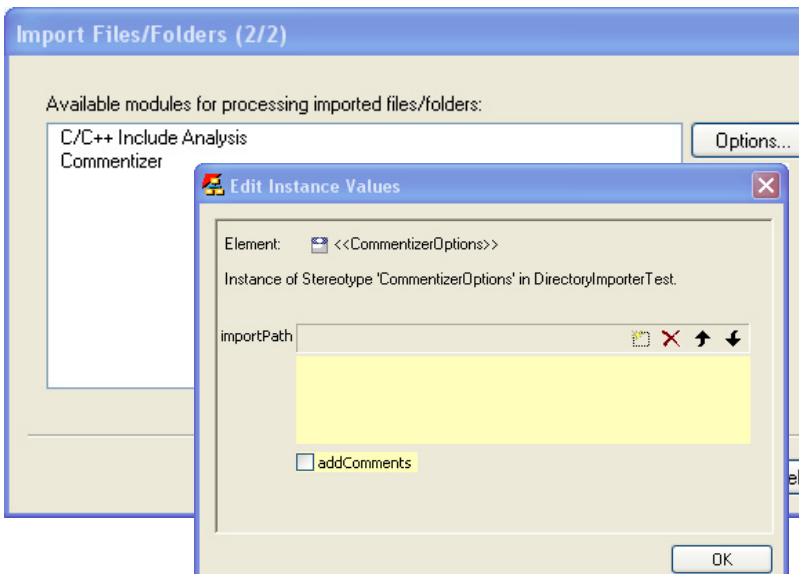 Import Files/Folders (2/2)
Available modules for processing imported files/folders:
C/C++ Include Analysis
Options...
Commentizer
Edit Instance Values
Element: <<CommentizerOptions>>
Instance of Stereotype 'CommentizerOptions' in DirectoryImporterTest.
importPath
addComments
OK